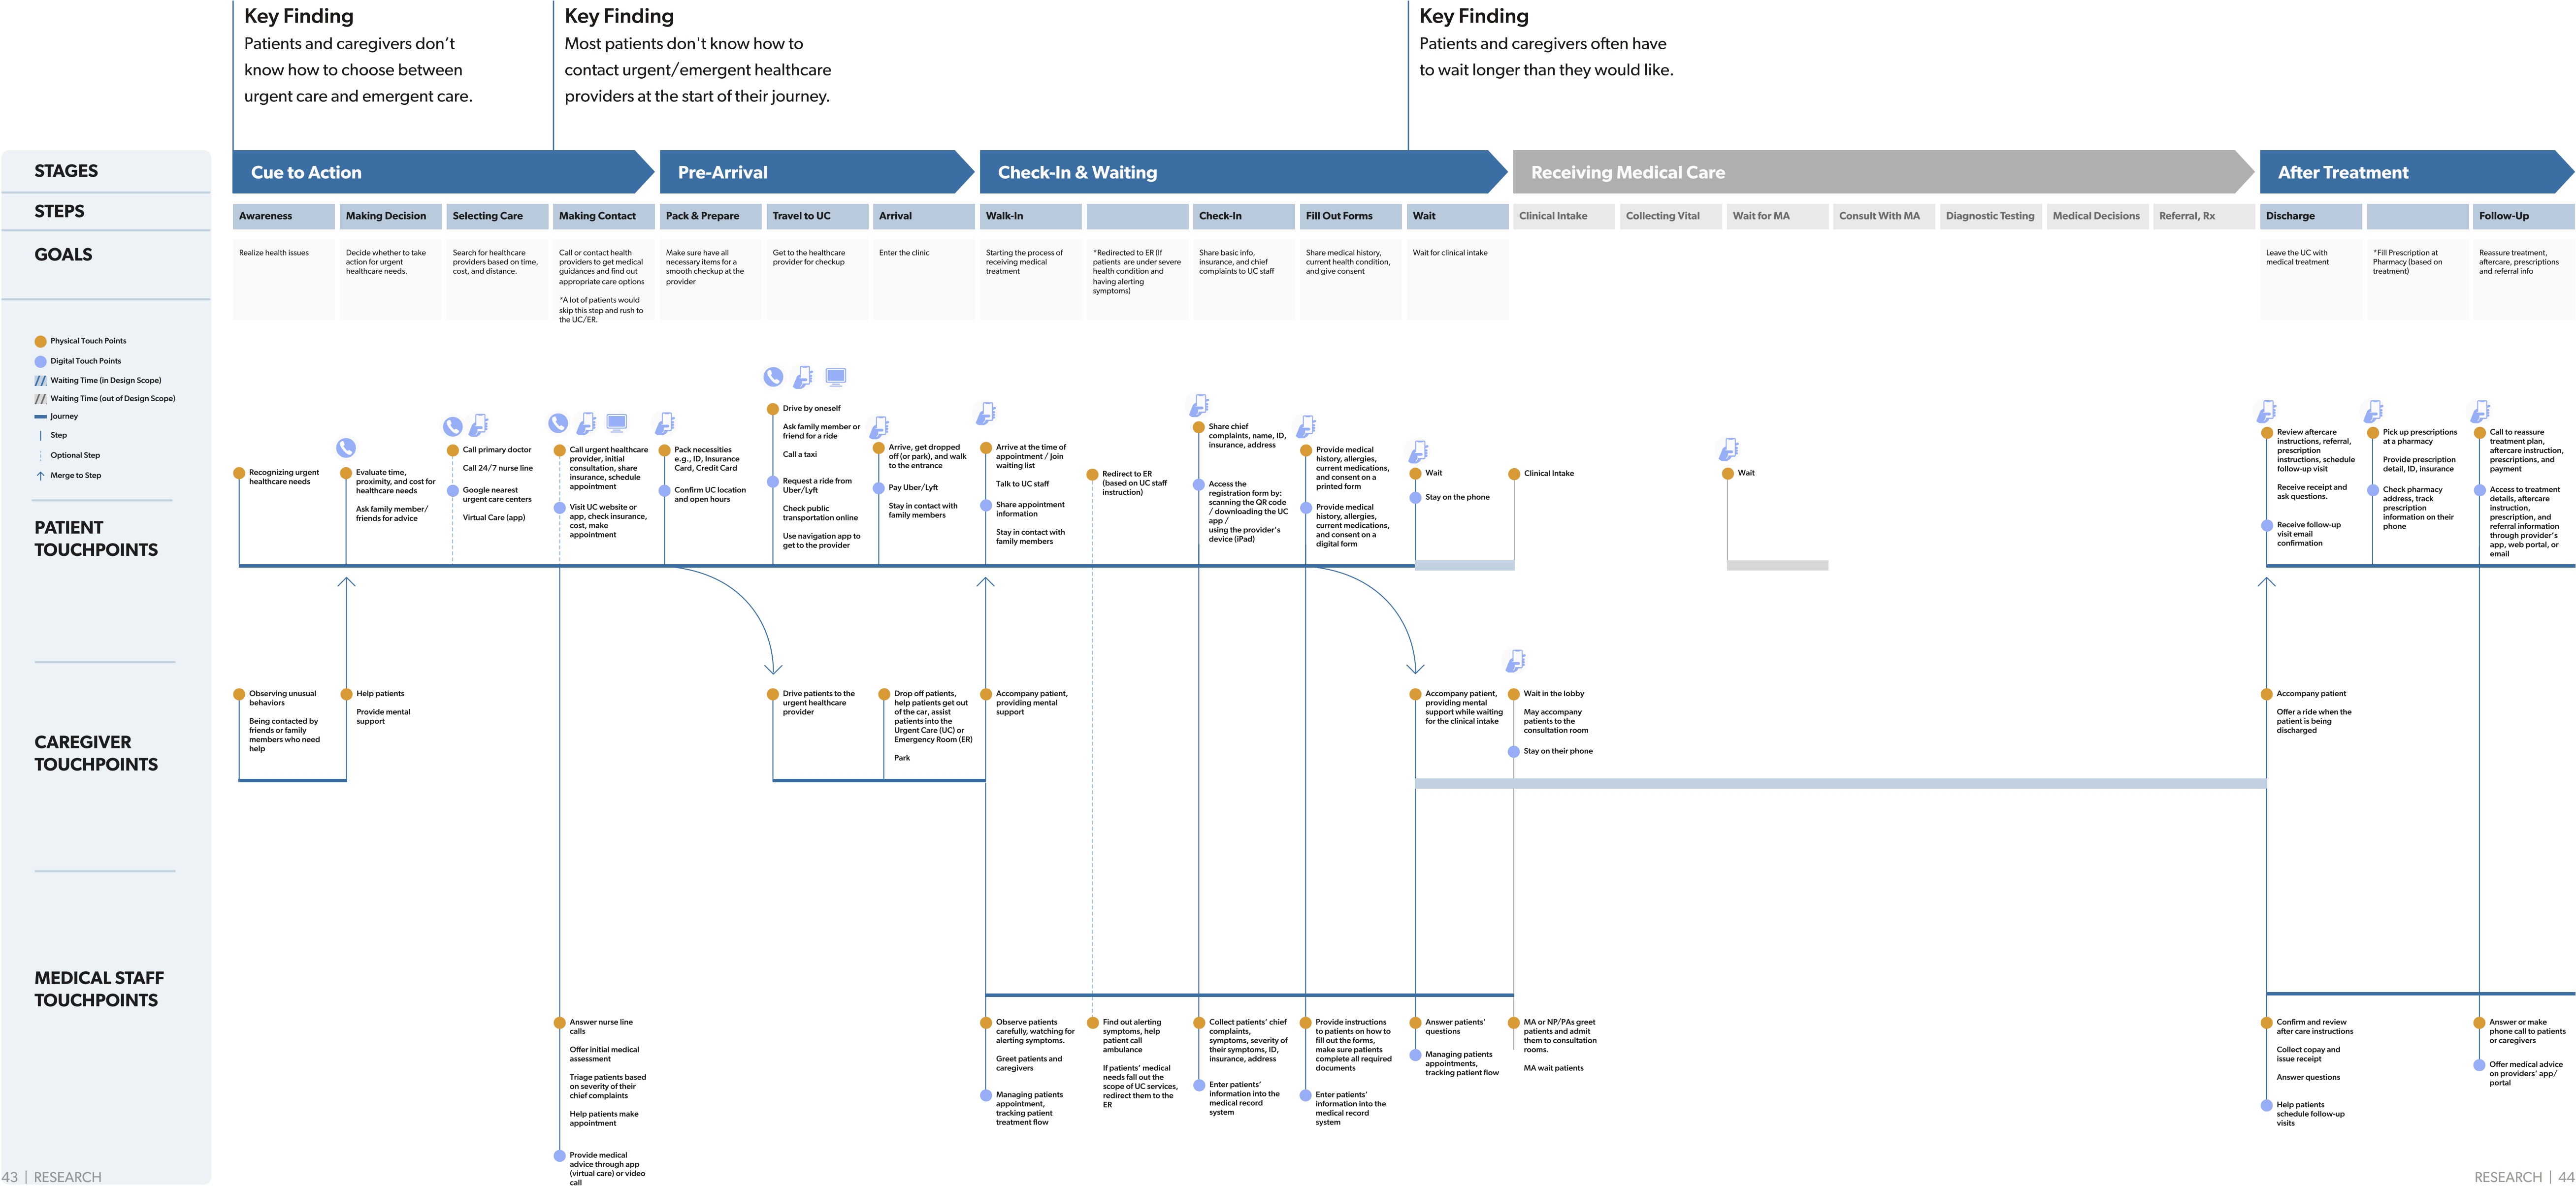 Key Finding
Patients and caregivers don’t
know how to choose between
urgent care and emergent care.
Key Finding
Most patients don't know how to
contact urgent/emergent healthcare
providers at the start of their journey.
Key Finding
Patients and caregivers often have
to wait longer than they would like.
STAGES
Cue to Action
Pre-Arrival
Check-In & Waiting
Receiving Medical Care
After Treatment
STEPS
Awareness
Making Decision
Selecting Care
Making Contact
Pack & Prepare
Travel to UC
Arrival
Walk-In
Check-In
Fill Out Forms
Wait
Clinical Intake
Collecting Vital
Wait for MA
Consult With MA
Diagnostic Testing
Medical Decisions
Referral, Rx
Discharge
Follow-Up
GOALS
Realize health issues
Decide whether to take
action for urgent
healthcare needs.
Search for healthcare
providers based on time,
cost, and distance.
Call or contact health
providers to get medical
guidances and find out
appropriate care options
*A lot of patients would
skip this step and rush to
the UC/ER.
Make sure have all
necessary items for a
smooth checkup at the
provider
Get to the healthcare
provider for checkup
Enter the clinic
Starting the process of
receiving medical
treatment
*Redirected to ER (If
patients are under severe
health condition and
having alerting
symptoms)
Share basic info,
insurance, and chief
complaints to UC staff
Share medical history,
current health condition,
and give consent
Wait for clinical intake
Leave the UC with
medical treatment
*Fill Prescription at
Pharmacy (based on
treatment)
Reassure treatment,
aftercare, prescriptions
and referral info
Physical Touch Points
Digital Touch Points
Waiting Time (in Design Scope)
Waiting Time (out of Design Scope)
Journey
Step
Optional Step
Merge to Step
PATIENT
TOUCHPOINTS
Recognizing urgent
healthcare needs
Evaluate time,
proximity, and cost for
healthcare needs
Ask family member/
friends for advice
Call primary doctor
Call 24/7 nurse line
Google nearest
urgent care centers
Virtual Care (app)
Call urgent healthcare
provider, initial
consultation, share
insurance, schedule
appointment
Visit UC website or
app, check insurance,
cost, make
appointment
Pack necessities
e.g., ID, Insurance
Card, Credit Card
Confirm UC location
and open hours
Drive by oneself
Ask family member or
friend for a ride
Call a taxi
Request a ride from
Uber/Lyft
Check public
transportation online
Use navigation app to
get to the provider
Arrive, get dropped
off (or park), and walk
to the entrance
Pay Uber/Lyft
Stay in contact with
family members
Arrive at the time of
appointment / Join
waiting list
Talk to UC staff
Share appointment
information
Stay in contact with
family members
Redirect to ER
(based on UC staff
instruction)
Share chief
complaints, name, ID,
insurance, address
Access the
registration form by:
scanning the QR code
/ downloading the UC
app /
using the provider's
device (iPad)
Provide medical
history, allergies,
current medications,
and consent on a
printed form
Provide medical
history, allergies,
current medications,
and consent on a
digital form
Wait
Stay on the phone
Clinical Intake
Wait
Review aftercare
instructions, referral,
prescription
instructions, schedule
follow-up visit
Receive receipt and
ask questions.
Receive follow-up
visit email
confirmation
Pick up prescriptions
at a pharmacy
Provide prescription
detail, ID, insurance
Check pharmacy
address, track
prescription
information on their
phone
Call to reassure
treatment plan,
aftercare instruction,
prescriptions, and
payment
Access to treatment
details, aftercare
instruction,
prescription, and
referral information
through provider's
app, web portal, or
email
CAREGIVER
TOUCHPOINTS
Observing unusual
behaviors
Being contacted by
friends or family
members who need
help
Help patients
Provide mental
support
Drive patients to the
urgent healthcare
provider
Drop off patients,
help patients get out
of the car, assist
patients into the
Urgent Care (UC) or
Emergency Room (ER)
Park
Accompany patient,
providing mental
support
Accompany patient,
providing mental
support while waiting
for the clinical intake
Wait in the lobby
May accompany
patients to the
consultation room
Stay on their phone
Accompany patient
Offer a ride when the
patient is being
discharged
MEDICAL STAFF
TOUCHPOINTS
Answer nurse line
calls
Offer initial medical
assessment
Triage patients based
on severity of their
chief complaints
Help patients make
appointment
Provide medical
advice through app
(virtual care) or video
call
Observe patients
carefully, watching for
alerting symptoms.
Greet patients and
caregivers
Managing patients
appointment,
tracking patient
treatment flow
Find out alerting
symptoms, help
patient call
ambulance
If patients’ medical
needs fall out the
scope of UC services,
redirect them to the
ER
Collect patients’ chief
complaints,
symptoms, severity of
their symptoms, ID,
insurance, address
Enter patients’
information into the
medical record
system
Provide instructions
to patients on how to
fill out the forms,
make sure patients
complete all required
documents
Enter patients’
information into the
medical record
system
Answer patients’
questions
Managing patients
appointments,
tracking patient flow
MA or NP/PAs greet
patients and admit
them to consultation
rooms.
MA wait patients
Confirm and review
after care instructions
Collect copay and
issue receipt
Answer questions
Help patients
schedule follow-up
visits
Answer or make
phone call to patients
or caregivers
Offer medical advice
on providers’ app/
portal
43 | RESEARCH
RESEARCH | 44